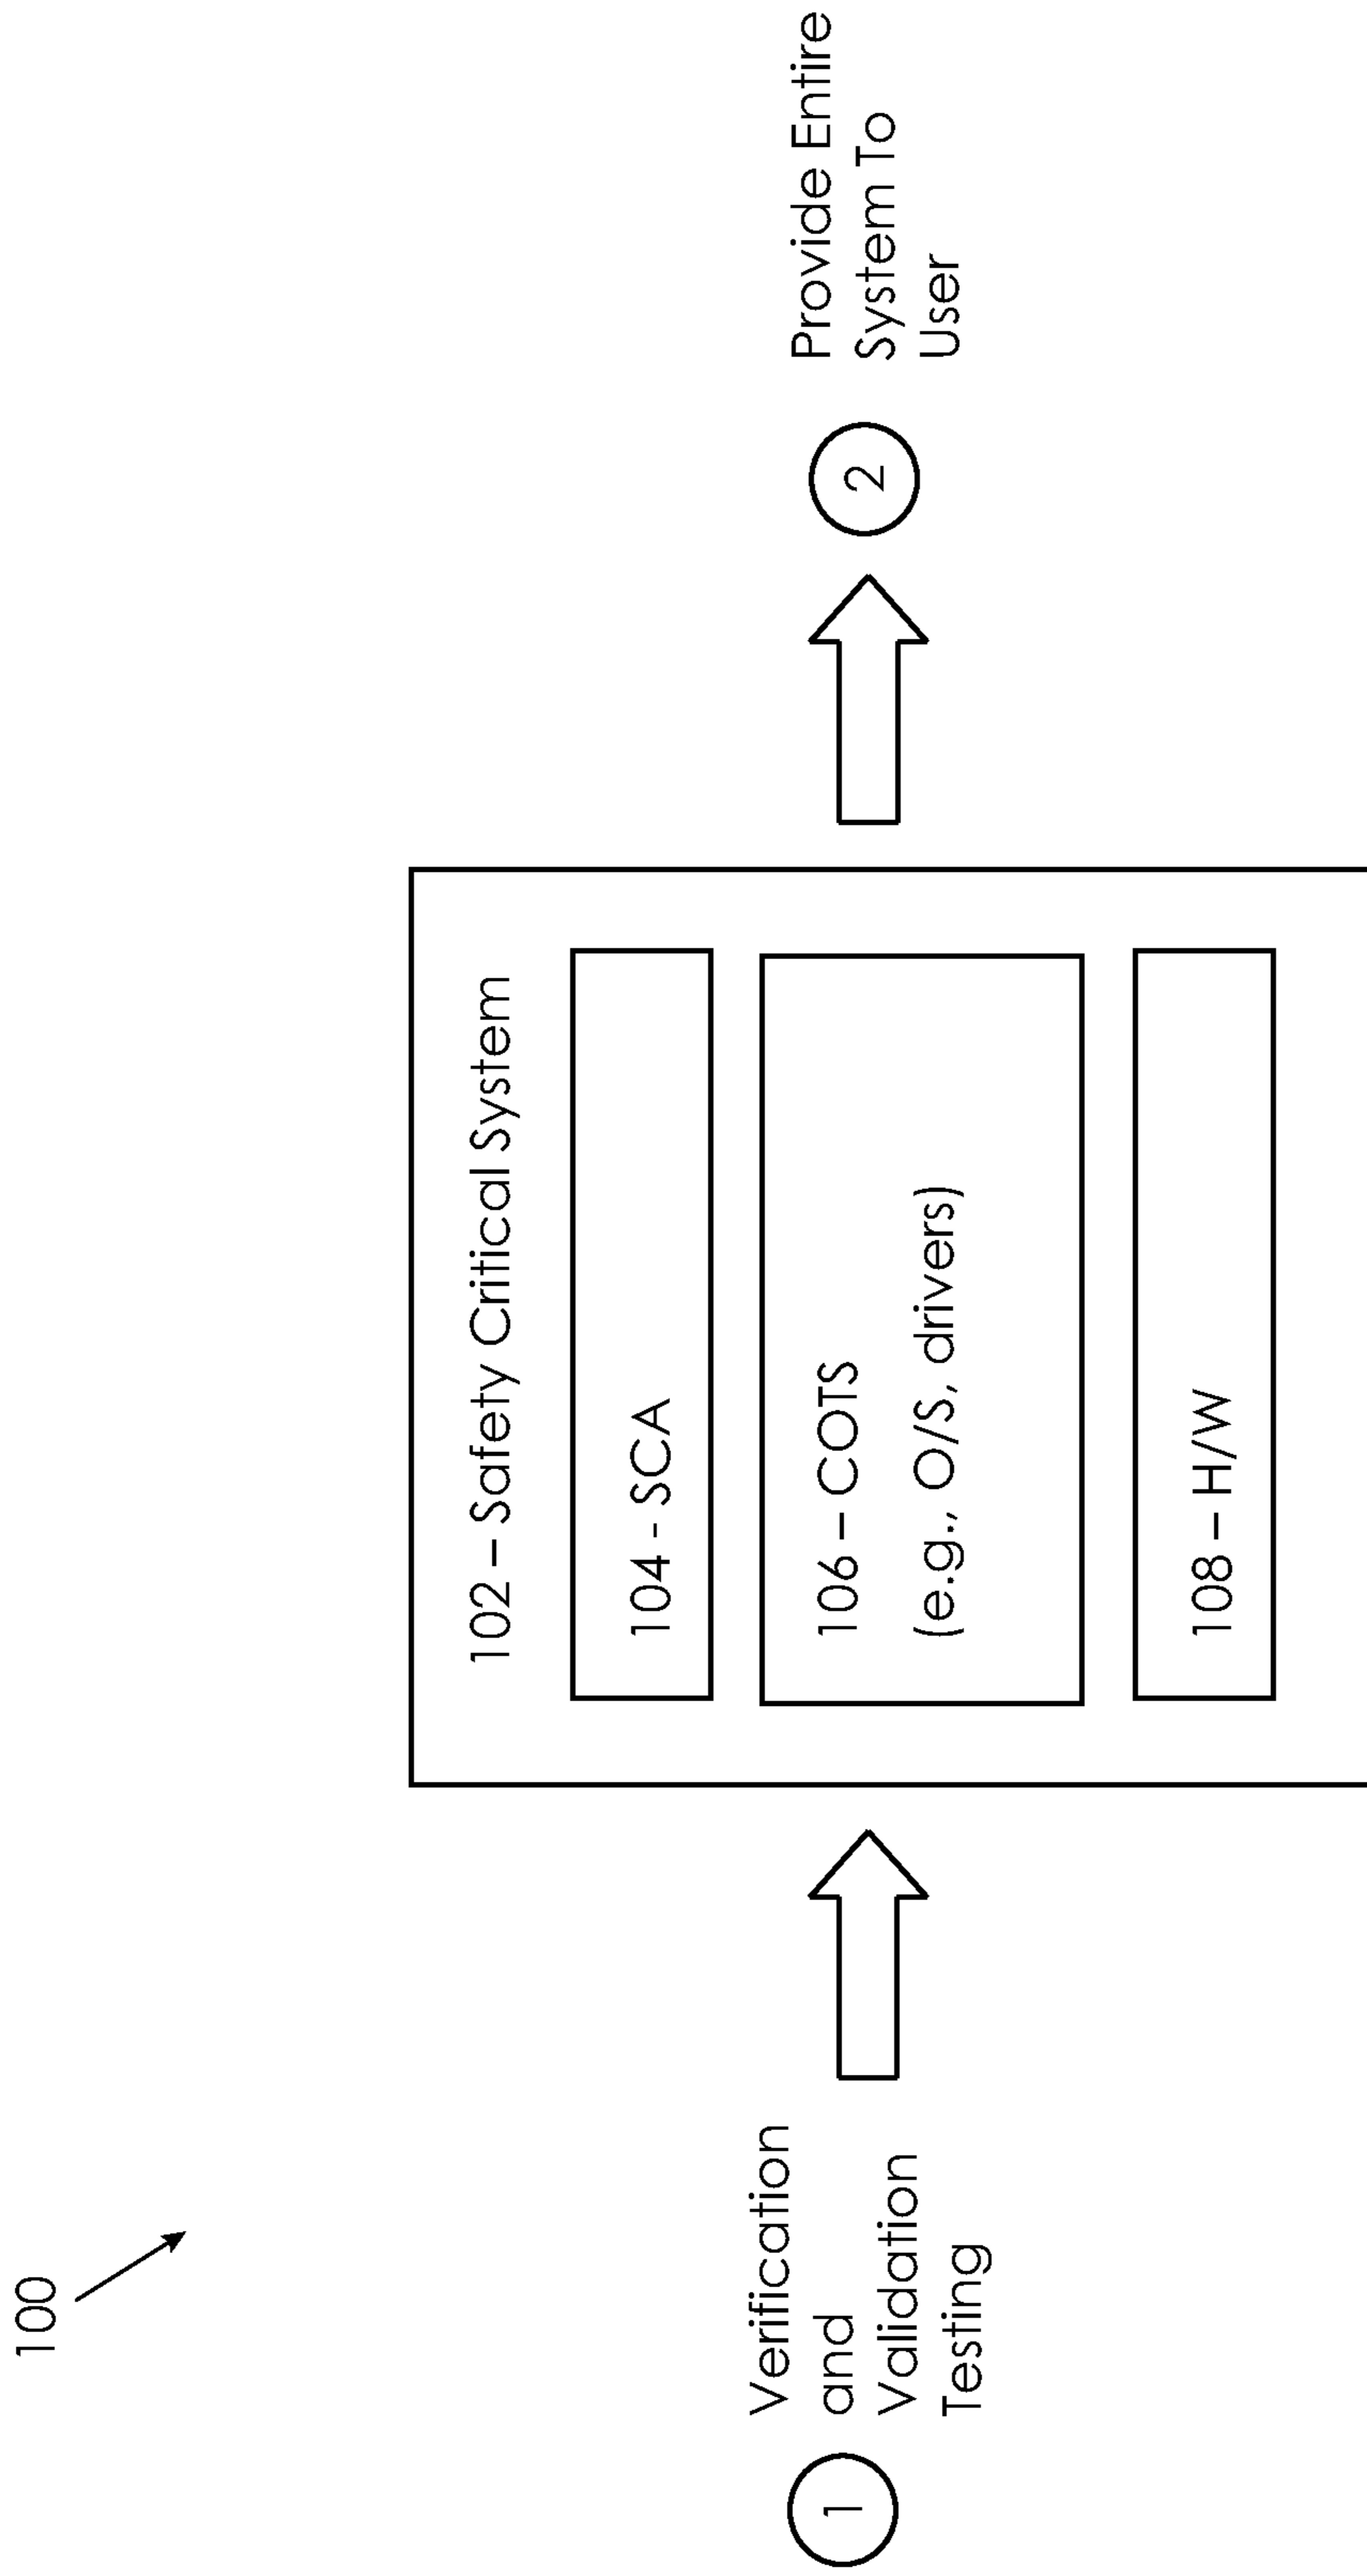 100
1
Verification
and
Validation
Testing
102 – Safety Critical System
104 - SCA
106 – COTS
(e.g., O/S, drivers)
108 – H/W
2
Provide Entire
System To
User